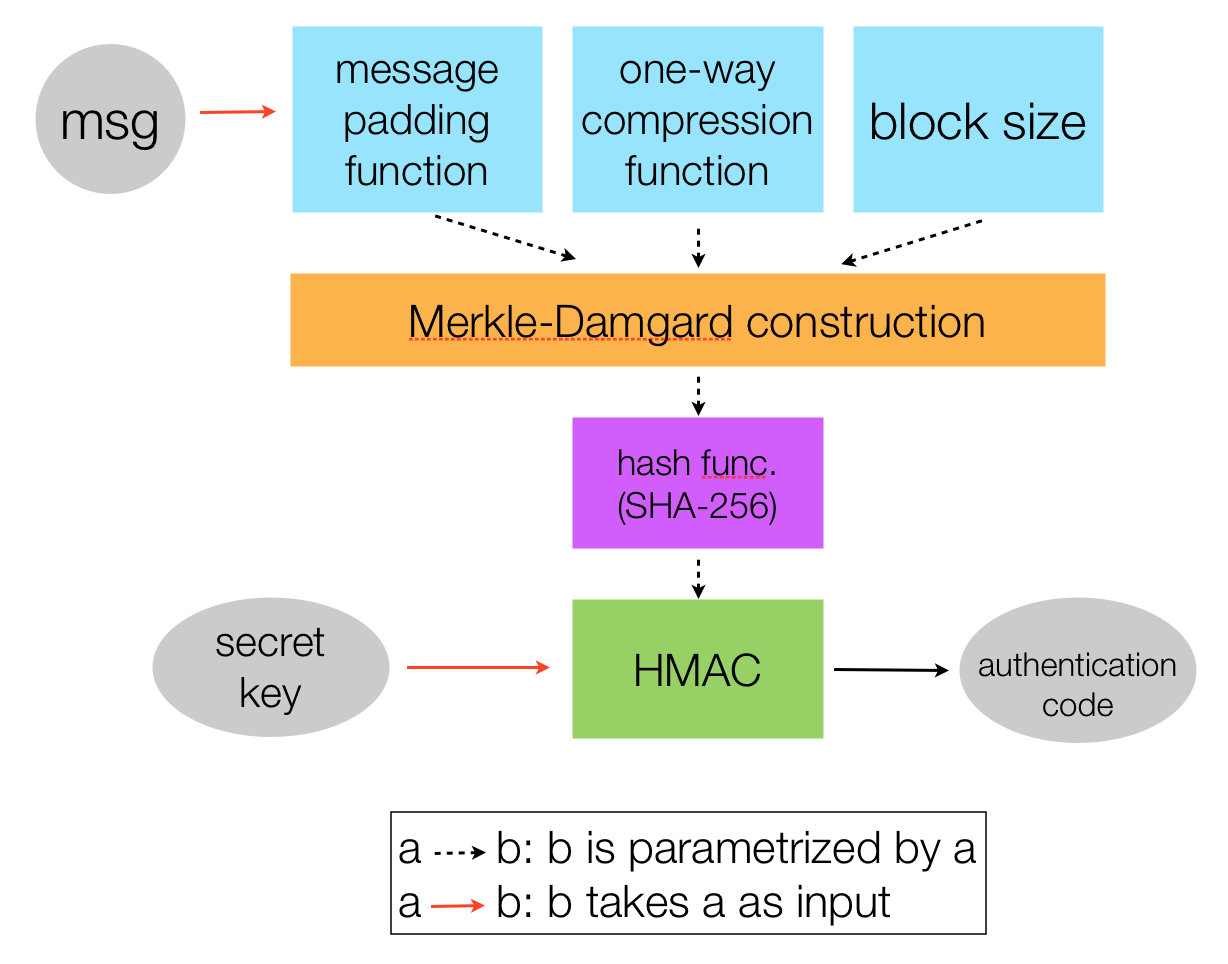 msg
message
padding
function
one-way
compression
function
block size
Merkle-Damgard construction
hash func.
(SHA-256)
secret
key
HMAC
authentication
code
a b: b is parametrized by a
a b: b takes a as input